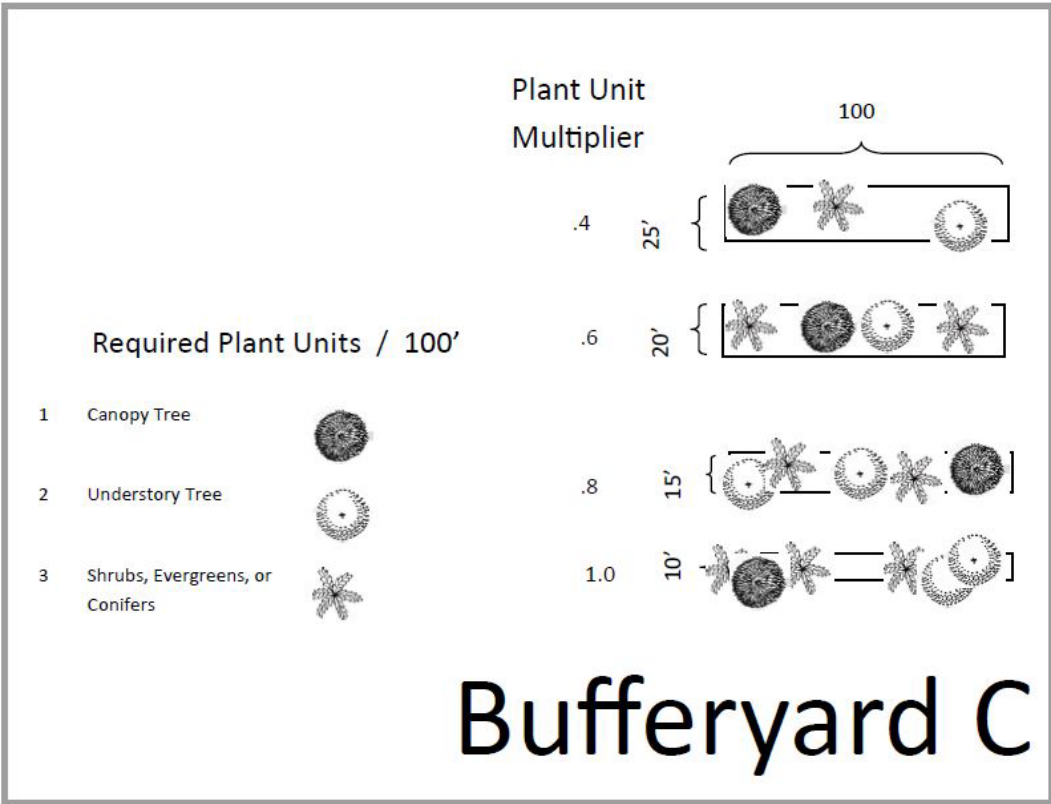 Plant Unit
Multiplier
100
.4
25’
.6
20’
Required Plant Units / 100’
1 Canopy Tree
2 Understory Tree
3 Shrubs, Evergreens, or
Conifers
.8
15’
1.0
10’
Bufferyard C